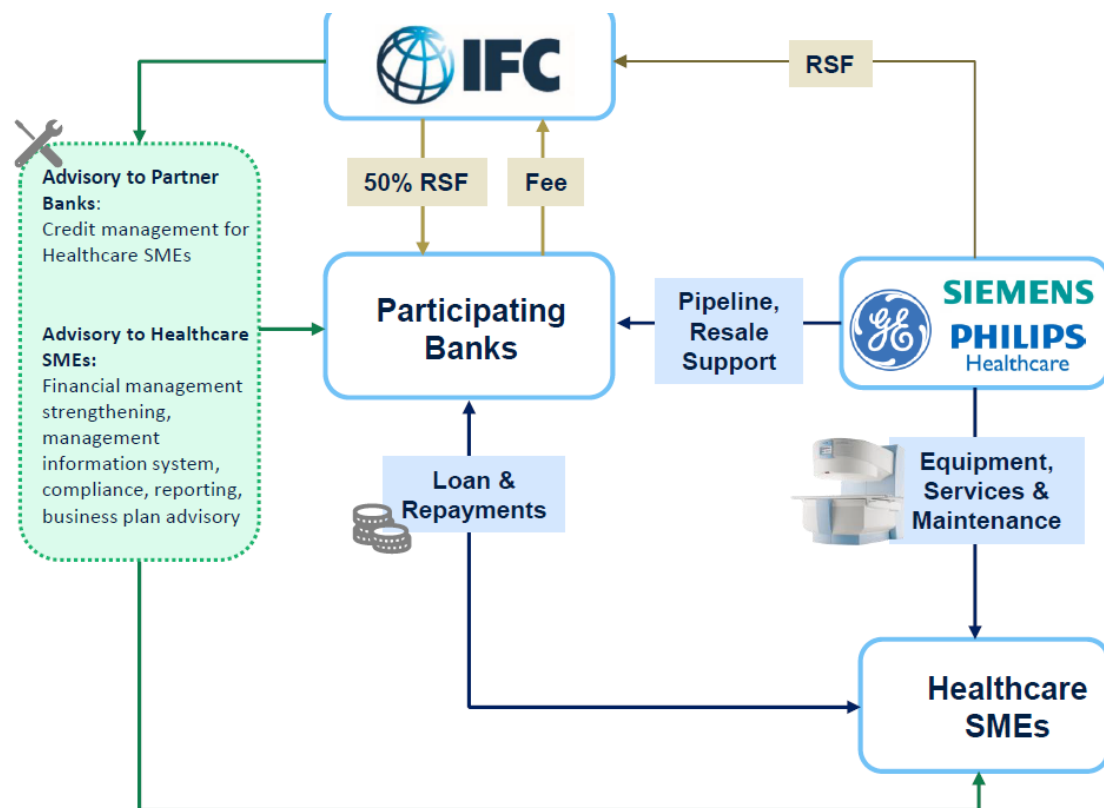 IFC
RSF
50% RSF
Fee
Advisory to Partner
Banks:
Credit management for
Healthcare SMEs
Advisory to Healthcare
SMEs:
Financial management
strengthening,
management
information system,
compliance, reporting,
business plan advisory
Participating
Banks
Pipeline,
Resale
Support
GE
SIEMENS
PHILIPS
Healthcare
Loan &
Repayments
Equipment,
Services &
Maintenance
Healthcare
SMEs